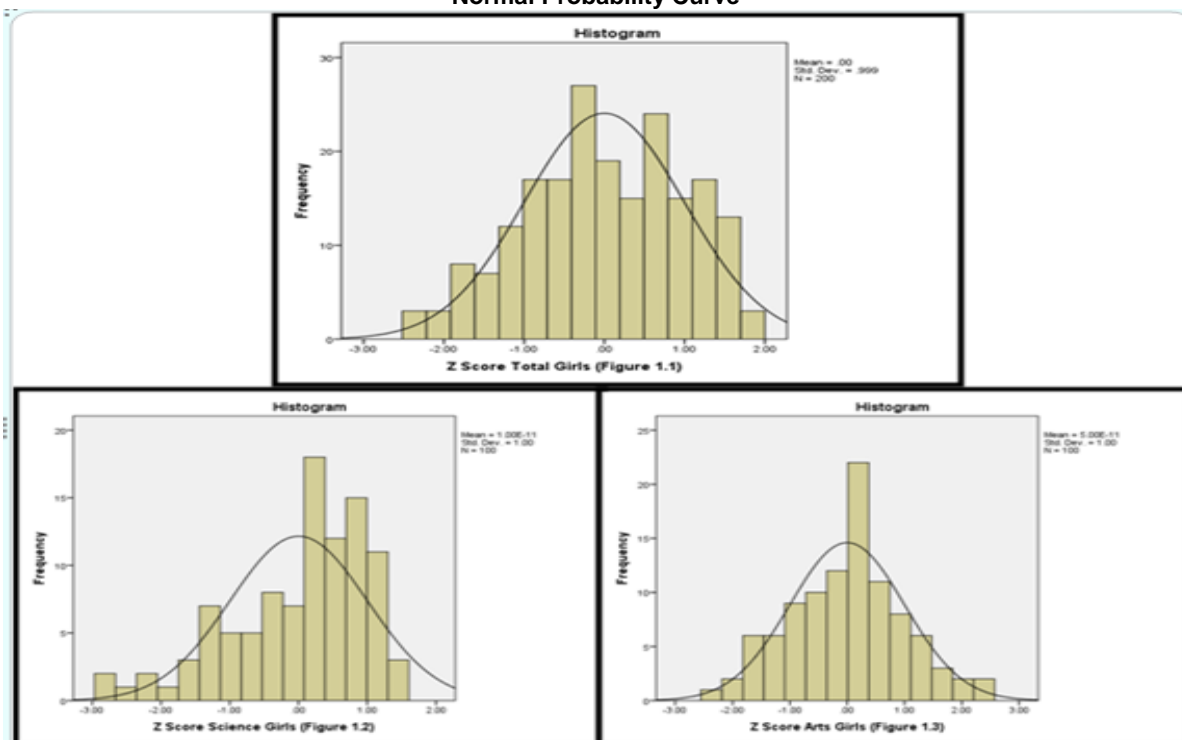 Normal Probability Curve
Histogram
Mean = .00
Std. Dev. = .999
N = 200
30
20
10
0
Frequency
-3.00 -2.00 -1.00 .00 1.00 2.00
Z Score Total Girls (Figure 1.1)
Histogram
Mean = 1.00E-11
Std. Dev. = 1.00
N = 100
20
15
10
5
0
Frequency
-3.00 -2.00 -1.00 .00 1.00 2.00
Z Score Science Girls (Figure 1.2)
Histogram
Mean = 5.00E-11
Std. Dev. = 1.00
N = 100
25
20
15
10
5
0
Frequency
-3.00 -2.00 -1.00 .00 1.00 2.00 3.00
Z Score Arts Girls (Figure 1.3)